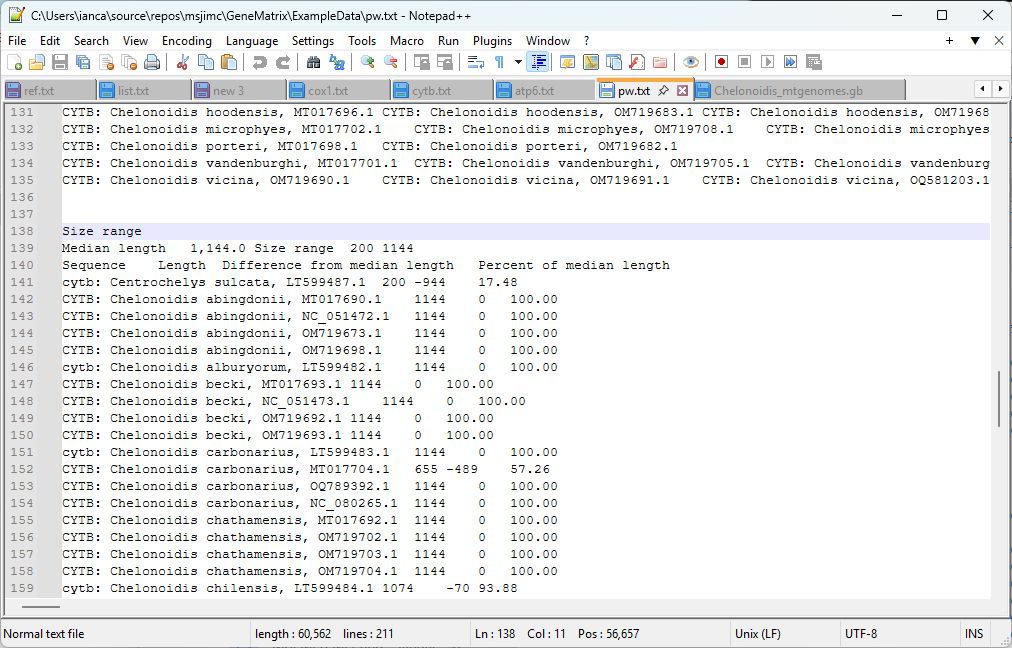 C:\Users\ianca\source\repos\msjimc\GeneMatrix\ExampleData\pw.txt - Notepad++
File Edit Search View Encoding Language Settings Tools Macro Run Plugins Window ?
ref.txt list.txt new 3 cox1.txt cytb.txt atp6.txt pw.txt Chelonoidis_mtgenomes.gb
131 CYTB: Chelonoidis hoodensis, MT017696.1 CYTB: Chelonoidis hoodensis, OM719683.1 CYTB: Chelonoidis hoodensis, OM71968
132 CYTB: Chelonoidis microphyes, MT017702.1 CYTB: Chelonoidis microphyes, OM719708.1 CYTB: Chelonoidis microphyes
133 CYTB: Chelonoidis porteri, MT017698.1 CYTB: Chelonoidis porteri, OM719682.1
134 CYTB: Chelonoidis vandenburghi, MT017701.1 CYTB: Chelonoidis vandenburghi, OM719705.1 CYTB: Chelonoidis vandenburg
135 CYTB: Chelonoidis vicina, OM719690.1 CYTB: Chelonoidis vicina, OM719691.1 CYTB: Chelonoidis vicina, OQ581203.1
136
137
138 Size range
139 Median length 1,144.0 Size range 200 1144
140 Sequence Length Difference from median length Percent of median length
141 cytb: Centrochelys sulcata, LT599487.1 200 -944 17.48
142 CYTB: Chelonoidis abingdonii, MT017690.1 1144 0 100.00
143 CYTB: Chelonoidis abingdonii, NC_051472.1 1144 0 100.00
144 CYTB: Chelonoidis abingdonii, OM719673.1 1144 0 100.00
145 CYTB: Chelonoidis abingdonii, OM719698.1 1144 0 100.00
146 cytb: Chelonoidis alburyorum, LT599482.1 1144 0 100.00
147 CYTB: Chelonoidis becki, MT017693.1 1144 0 100.00
148 CYTB: Chelonoidis becki, NC_051473.1 1144 0 100.00
149 CYTB: Chelonoidis becki, OM719692.1 1144 0 100.00
150 CYTB: Chelonoidis becki, OM719693.1 1144 0 100.00
151 cytb: Chelonoidis carbonarius, LT599483.1 1144 0 100.00
152 CYTB: Chelonoidis carbonarius, MT017704.1 655 -489 57.26
153 CYTB: Chelonoidis carbonarius, OQ789392.1 1144 0 100.00
154 CYTB: Chelonoidis carbonarius, NC_080265.1 1144 0 100.00
155 CYTB: Chelonoidis chathamensis, MT017692.1 1144 0 100.00
156 CYTB: Chelonoidis chathamensis, OM719702.1 1144 0 100.00
157 CYTB: Chelonoidis chathamensis, OM719703.1 1144 0 100.00
158 CYTB: Chelonoidis chathamensis, OM719704.1 1144 0 100.00
159 cytb: Chelonoidis chilensis, LT599484.1 1074 -70 93.88
Normal text file length : 60,562 lines : 211 Ln : 138 Col : 11 Pos : 56,657 Unix (LF) UTF-8 INS